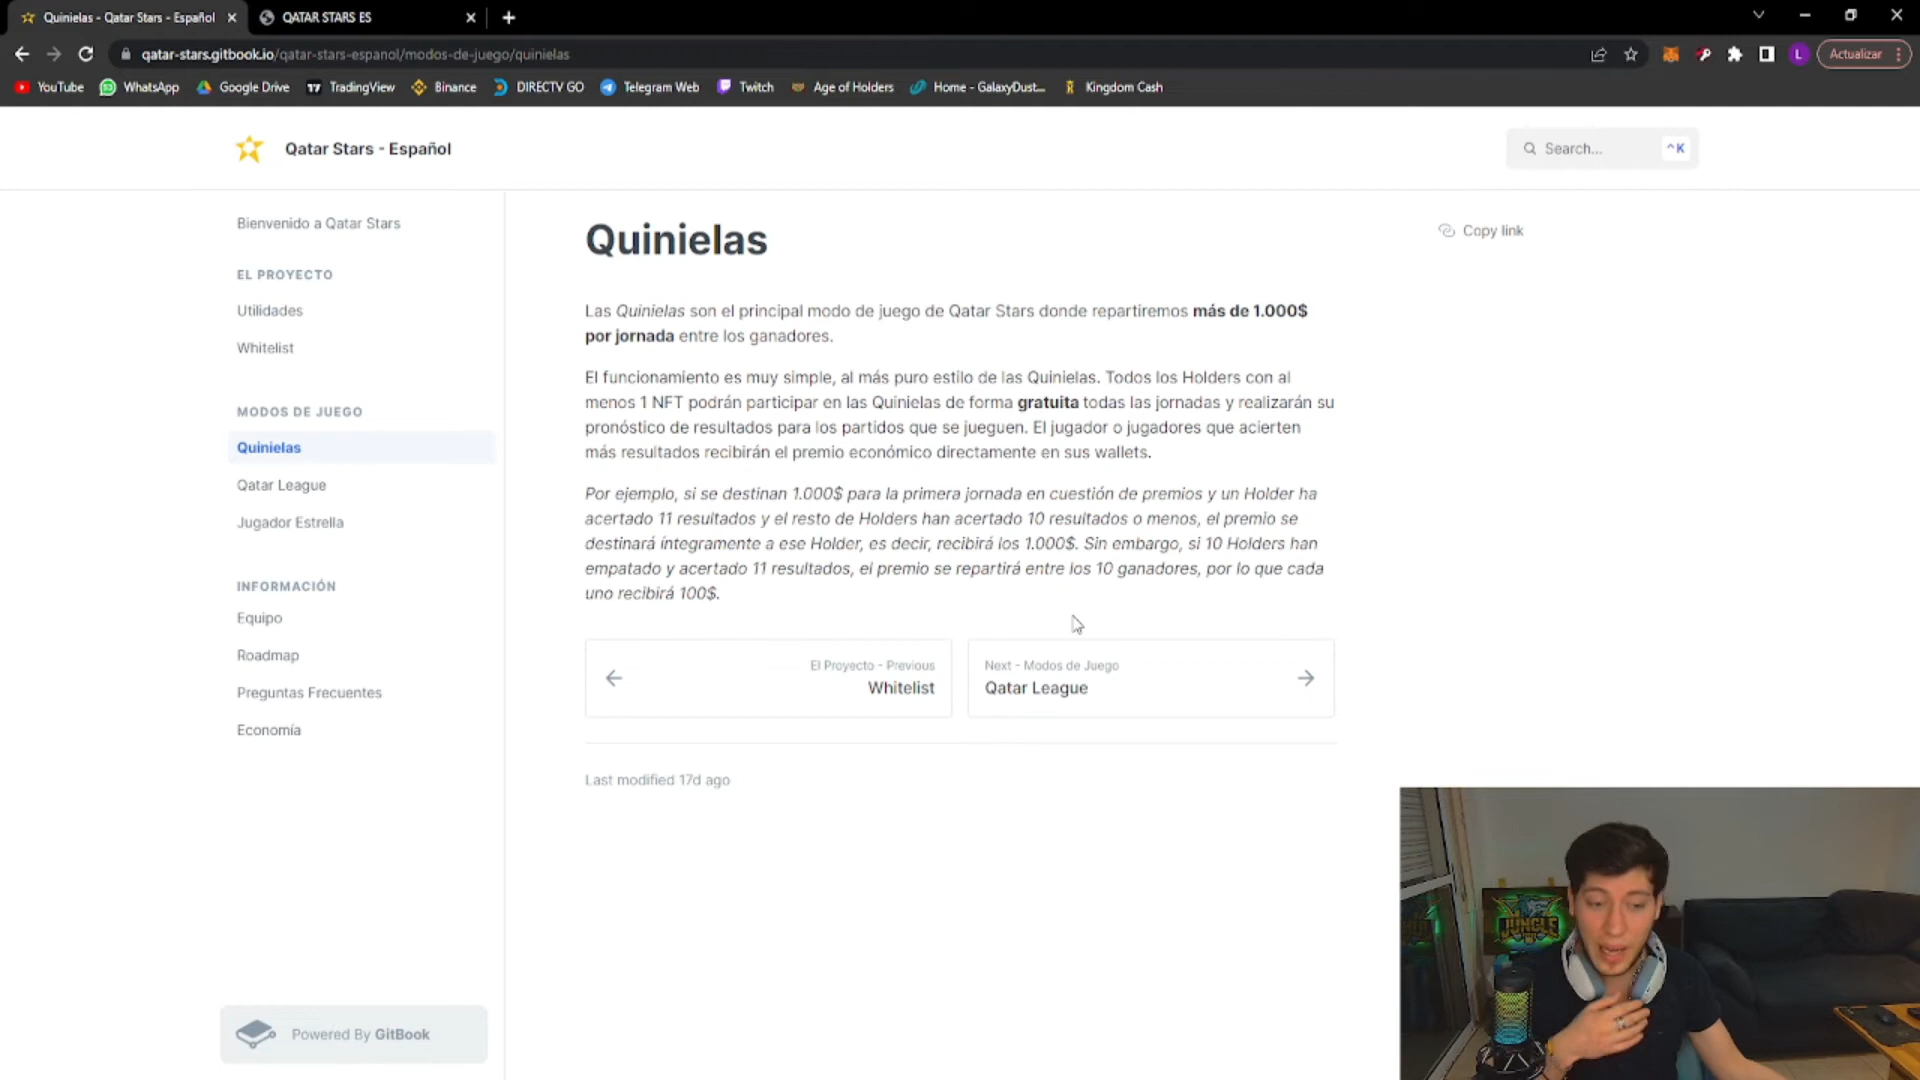 Quinielas - Qatar Stars - Español
QATAR STARS ES
qatar-stars.gitbook.io/qatar-stars-espanol/modos-de-juego/quinielas
L
Actualizar
YouTube
WhatsApp
Google Drive
TradingView
Binance
DIRECTV GO
Telegram Web
Twitch
Age of Holders
Home - GalaxyDust...
Kingdom Cash
Qatar Stars - Español
Search...
^K
Bienvenido a Qatar Stars
EL PROYECTO
Utilidades
Whitelist
MODOS DE JUEGO
Quinielas
Qatar League
Jugador Estrella
INFORMACIÓN
Equipo
Roadmap
Preguntas Frecuentes
Economía
Powered By GitBook
Quinielas
Copy link
Las Quinielas son el principal modo de juego de Qatar Stars donde repartiremos más de 1.000$
por jornada entre los ganadores.
El funcionamiento es muy simple, al más puro estilo de las Quinielas. Todos los Holders con al
menos 1 NFT podrán participar en las Quinielas de forma gratuita todas las jornadas y realizarán su
pronóstico de resultados para los partidos que se jueguen. El jugador o jugadores que acierten
más resultados recibirán el premio económico directamente en sus wallets.
Por ejemplo, si se destinan 1.000$ para la primera jornada en cuestión de premios y un Holder ha
acertado 11 resultados y el resto de Holders han acertado 10 resultados o menos, el premio se
destinará íntegramente a ese Holder, es decir, recibirá los 1.000$. Sin embargo, si 10 Holders han
empatado y acertado 11 resultados, el premio se repartirá entre los 10 ganadores, por lo que cada
uno recibirá 100$.
El Proyecto - Previous
Whitelist
Next - Modos de Juego
Qatar League
Last modified 17d ago
JUNGLE